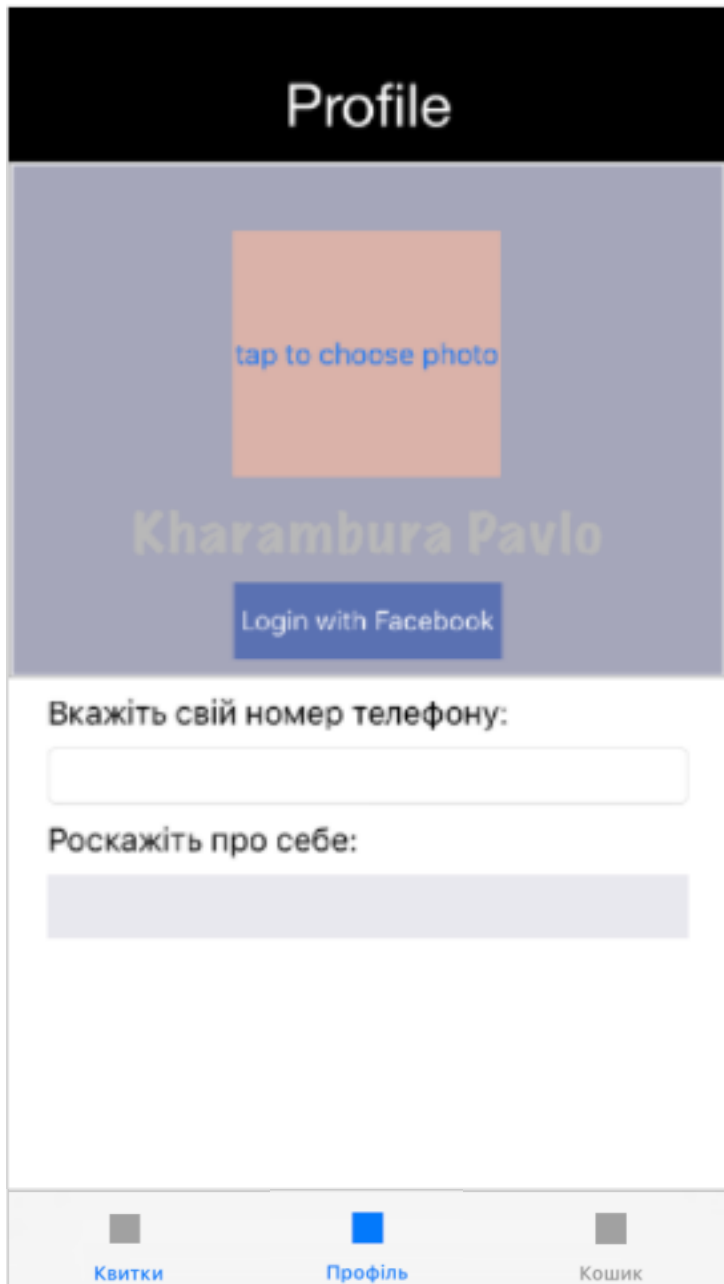 Profile
tap to choose photo
Kharambura Pavlo
Login with Facebook
Вкажіть свій номер телефону:
Роскажіть про себе:
Квитки Профіль Кошик